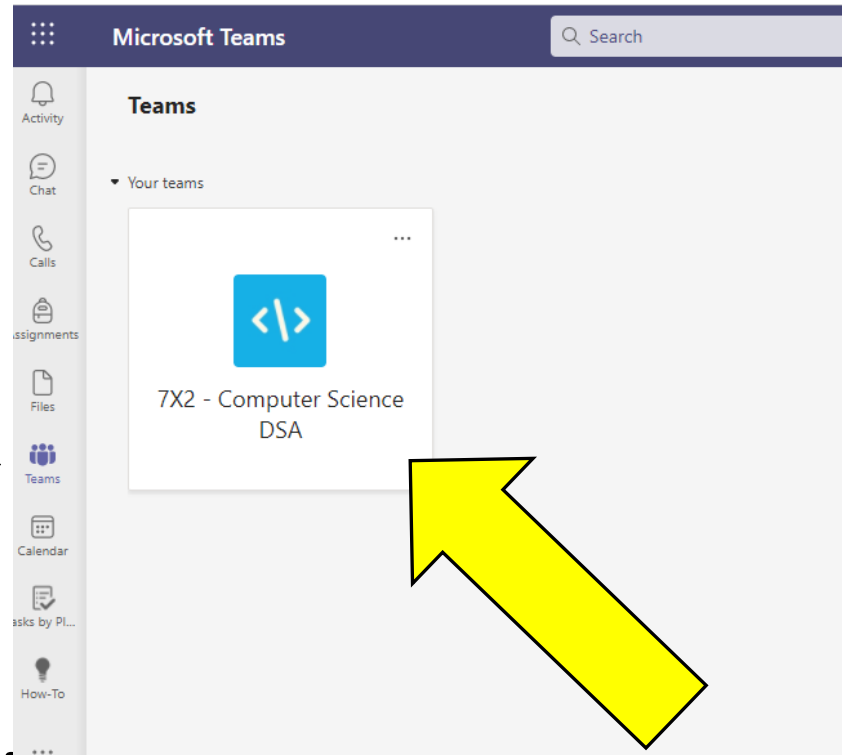 Microsoft Teams
Search
Activity
Chat
Calls
ssignments
Files
Teams
Calendar
asks by Pl...
How-To
Teams
Your teams
...
</>
7X2 - Computer Science
DSA